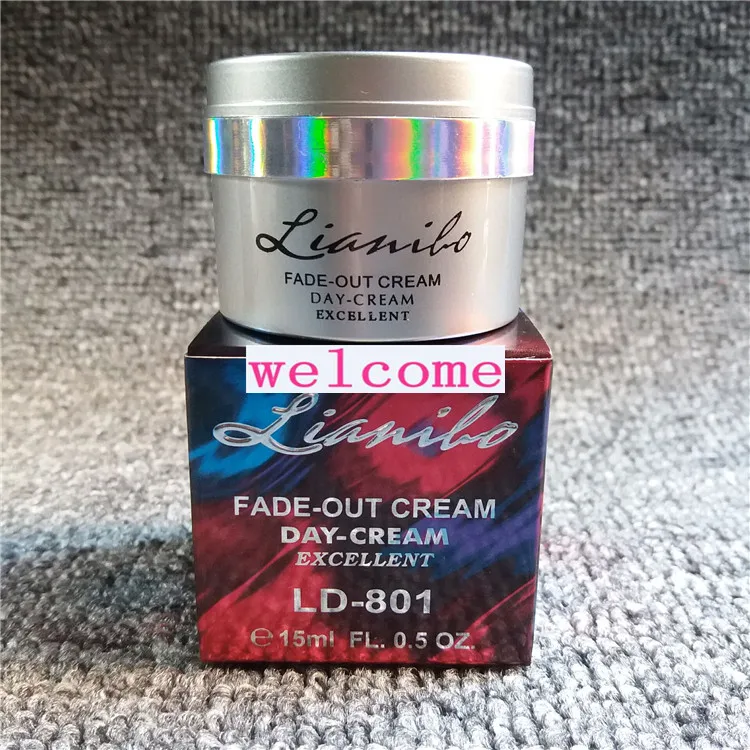 Lianibo
FADE-OUT CREAM
DAY-CREAM
EXCELLENT
welcome
Lianibo
FADE-OUT CREAM
DAY-CREAM
EXCELLENT
LD-801
℮ 15ml FL. 0.5 OZ.